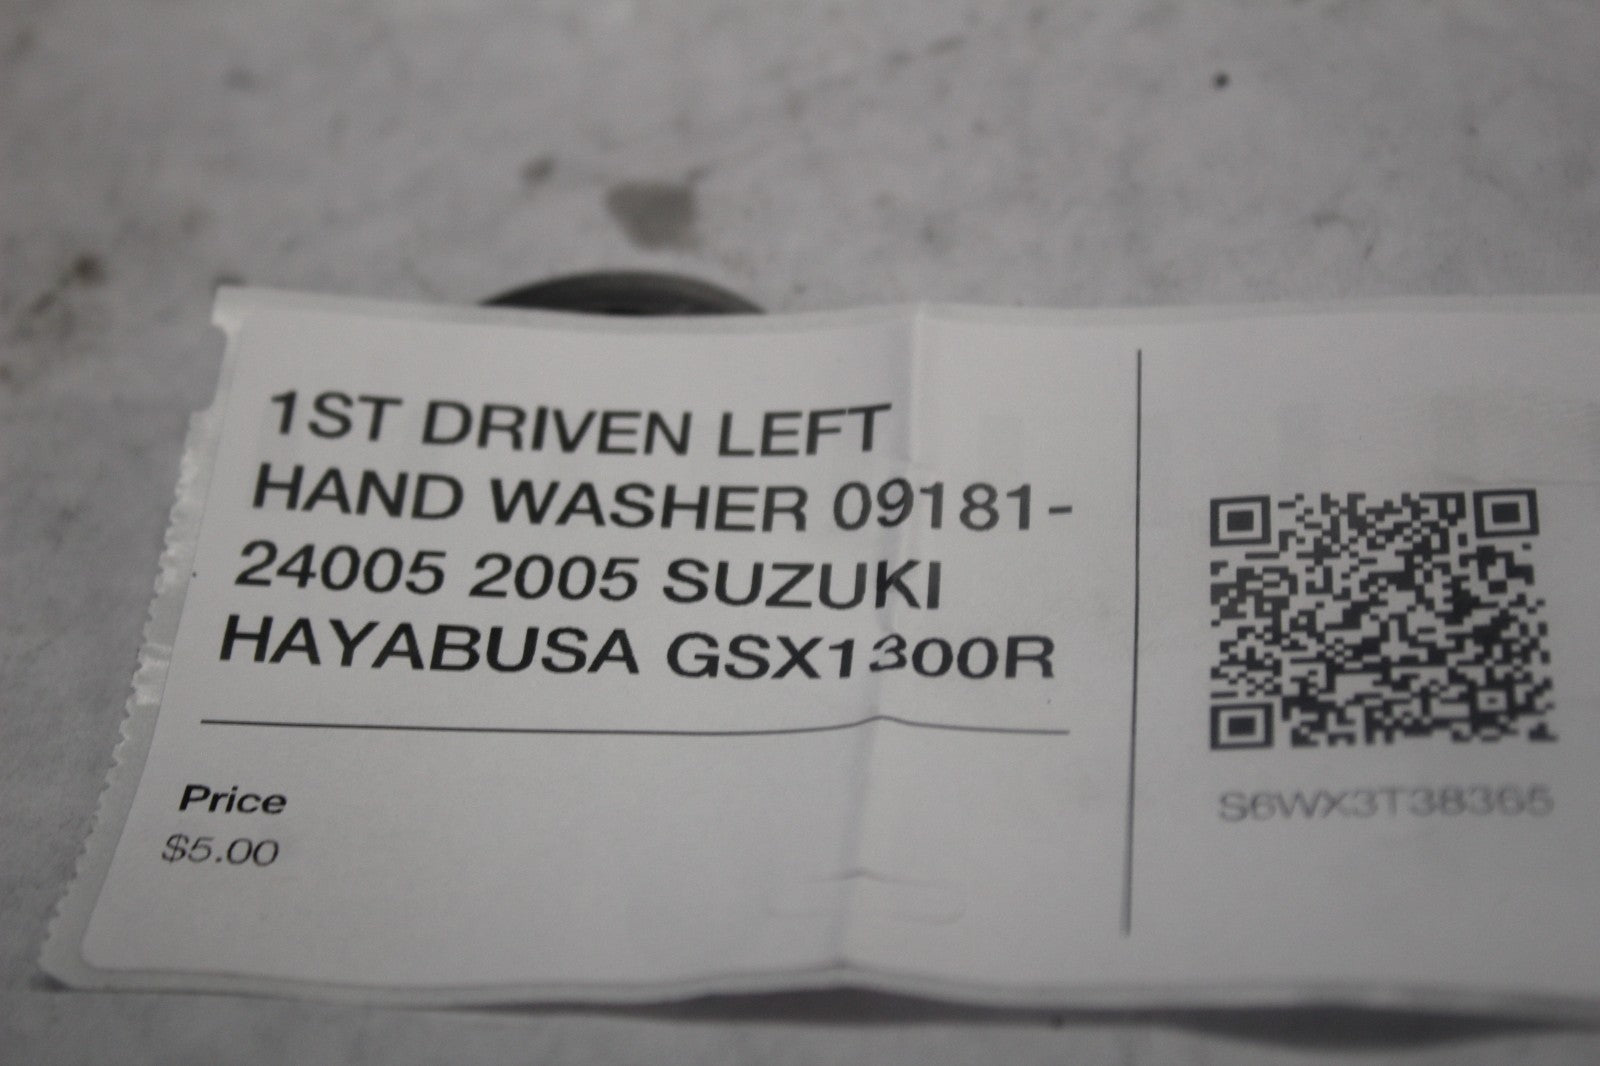 1ST DRIVEN LEFT
HAND WASHER 09181-
24005 2005 SUZUKI
HAYABUSA GSX1300R
Price
$5.00
S6WX3T38365